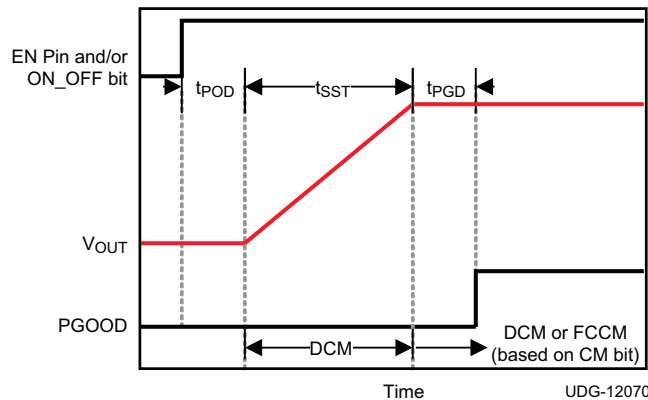 EN Pin and/or
ON_OFF bit
tPOD
tSST
tPGD
VOUT
PGOOD
DCM
DCM or FCCM
(based on CM bit)
Time
UDG-12070